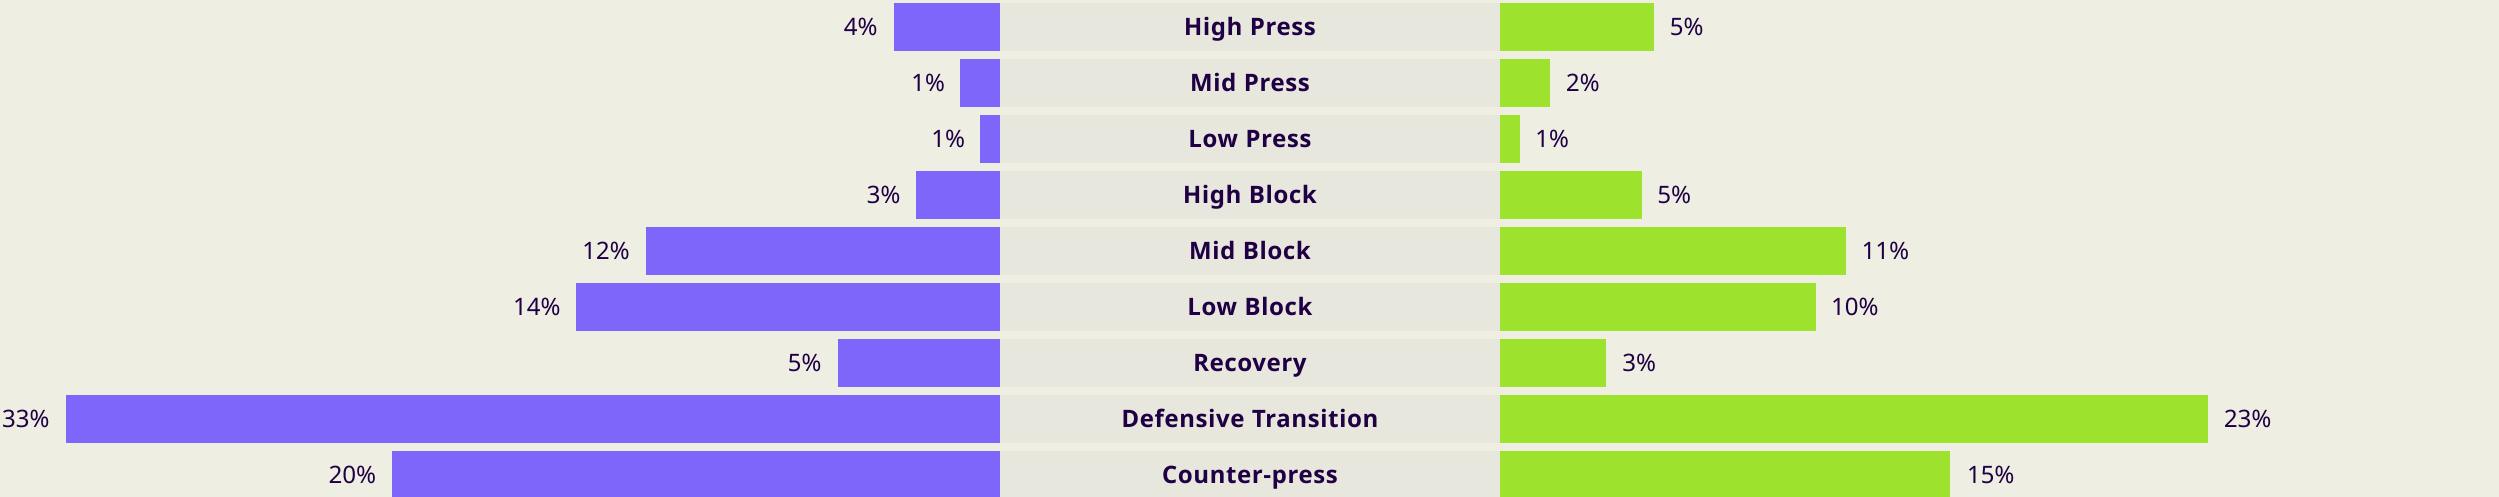 4% High Press 5%
1% Mid Press 2%
1% Low Press 1%
3% High Block 5%
12% Mid Block 11%
14% Low Block 10%
5% Recovery 3%
33% Defensive Transition 23%
20% Counter-press 15%